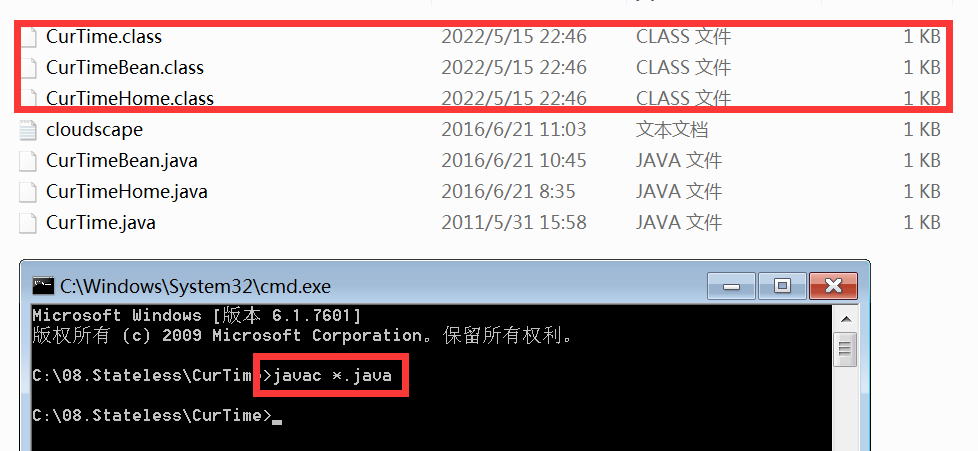 CurTime.class 2022/5/15 22:46 CLASS 文件 1 KB
CurTimeBean.class 2022/5/15 22:46 CLASS 文件 1 KB
CurTimeHome.class 2022/5/15 22:46 CLASS 文件 1 KB
cloudscape 2016/6/21 11:03 文本文档 1 KB
CurTimeBean.java 2016/6/21 10:45 JAVA 文件 1 KB
CurTimeHome.java 2016/6/21 8:35 JAVA 文件 1 KB
CurTime.java 2011/5/31 15:58 JAVA 文件 1 KB
C:\Windows\System32\cmd.exe
Microsoft Windows [版本 6.1.7601]
版权所有 (c) 2009 Microsoft Corporation。保留所有权利。
C:\08.Stateless\CurTime>javac *.java
C:\08.Stateless\CurTime>_